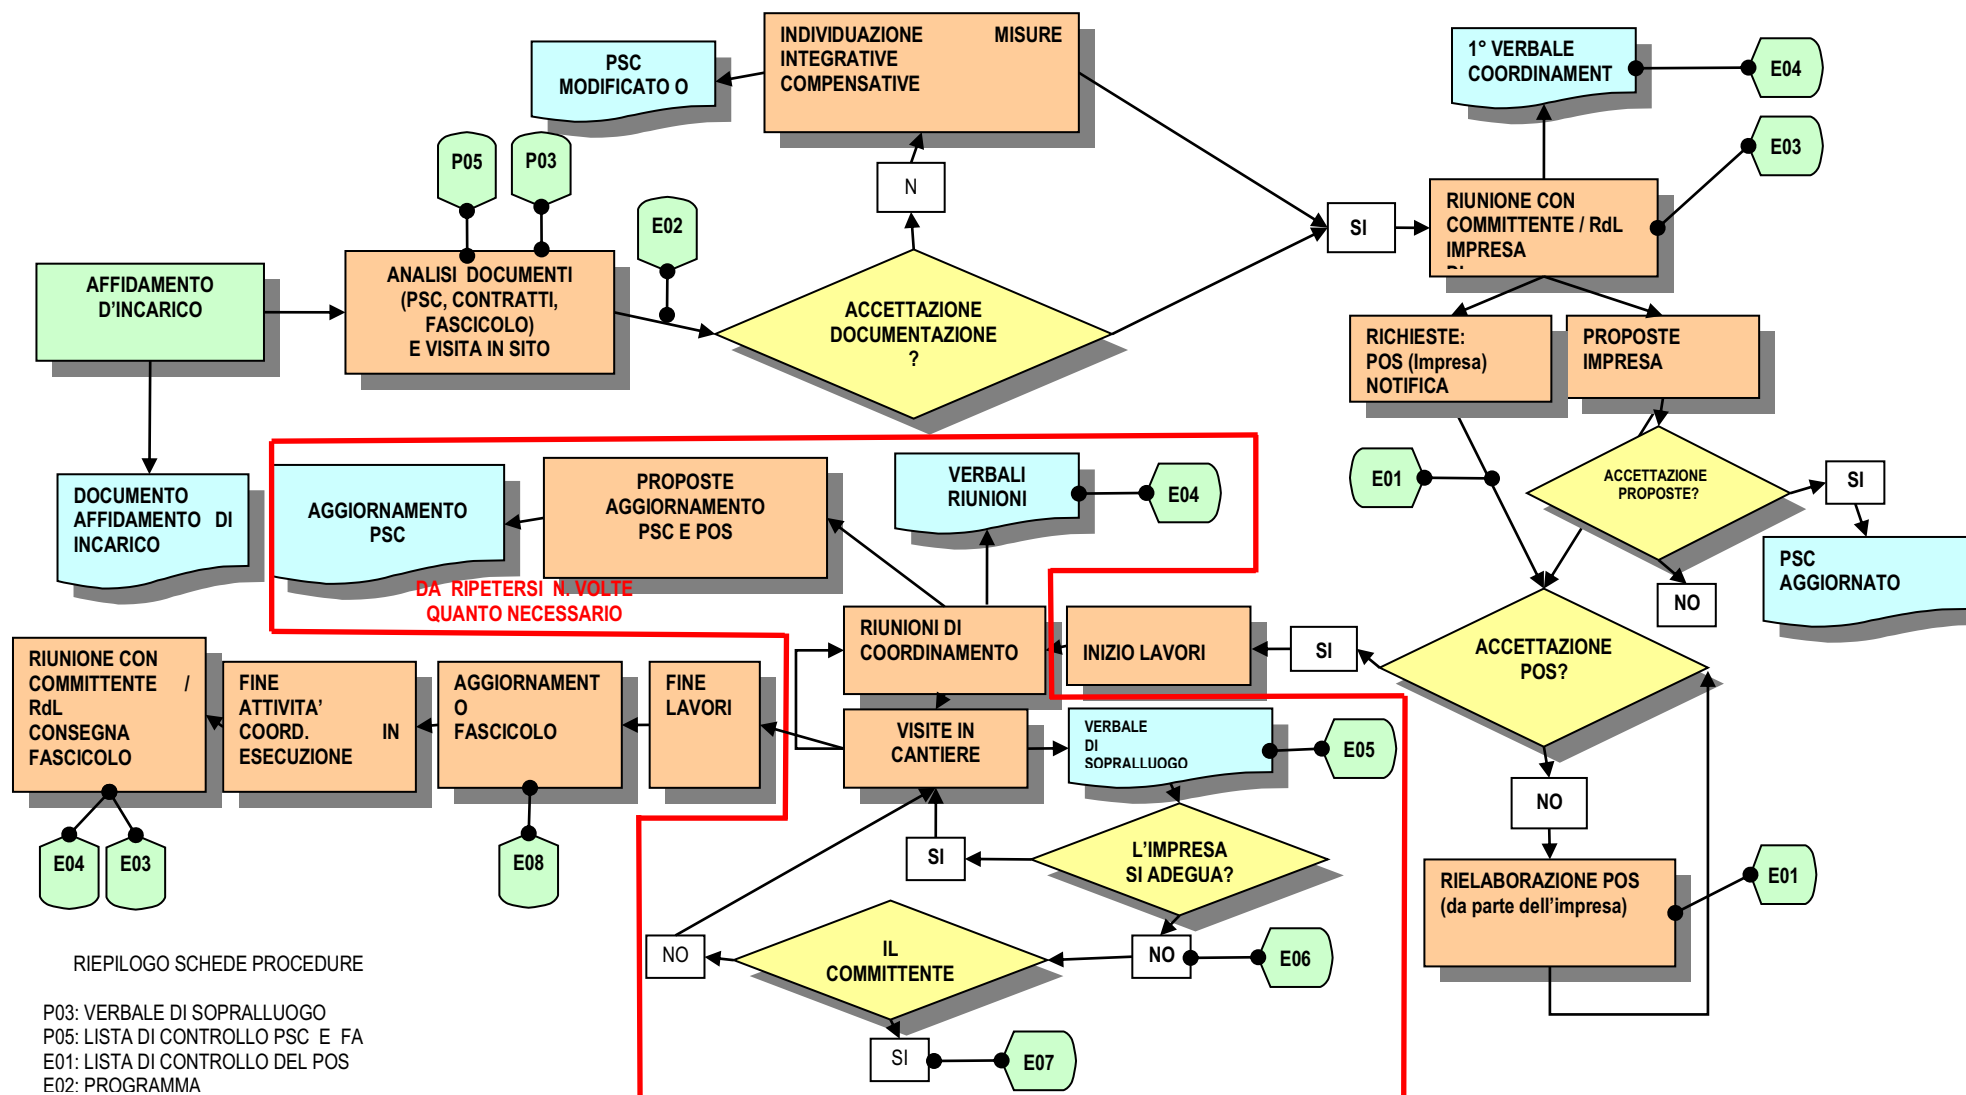 INDIVIDUAZIONE MISURE
INTEGRATIVE
COMPENSATIVE
PSC
MODIFICATO O
1° VERBALE
COORDINAMENT
E04
E03
P05
P03
E02
N
SI
RIUNIONE CON
COMMITTENTE / RdL
IMPRESA
AFFIDAMENTO
D'INCARICO
ANALISI DOCUMENTI
(PSC, CONTRATTI,
FASCICOLO)
E VISITA IN SITO
ACCETTAZIONE
DOCUMENTAZIONE
?
RICHIESTE:
POS (Impresa)
NOTIFICA
PROPOSTE
IMPRESA
DOCUMENTO
AFFIDAMENTO DI
INCARICO
AGGIORNAMENTO
PSC
PROPOSTE
AGGIORNAMENTO
PSC E POS
VERBALI
RIUNIONI
E04
E01
ACCETTAZIONE
PROPOSTE?
SI
PSC
AGGIORNATO
NO
DA RIPETERSI N. VOLTE
QUANTO NECESSARIO
RIUNIONI DI
COORDINAMENTO
INIZIO LAVORI
SI
ACCETTAZIONE
POS?
RIUNIONE CON
COMMITTENTE /
RdL
CONSEGNA
FASCICOLO
FINE
ATTIVITA'
COORD. IN
ESECUZIONE
AGGIORNAMENT
O
FASCICOLO
FINE
LAVORI
VISITE IN
CANTIERE
VERBALE
DI
SOPRALLUOGO
E05
NO
E04
E03
E08
SI
L'IMPRESA
SI ADEGUA?
RIELABORAZIONE POS
(da parte dell'impresa)
E01
NO
IL
COMMITTENTE
NO
E06
SI
E07
RIEPILOGO SCHEDE PROCEDURE
P03: VERBALE DI SOPRALLUOGO
P05: LISTA DI CONTROLLO PSC E FA
E01: LISTA DI CONTROLLO DEL POS
E02: PROGRAMMA